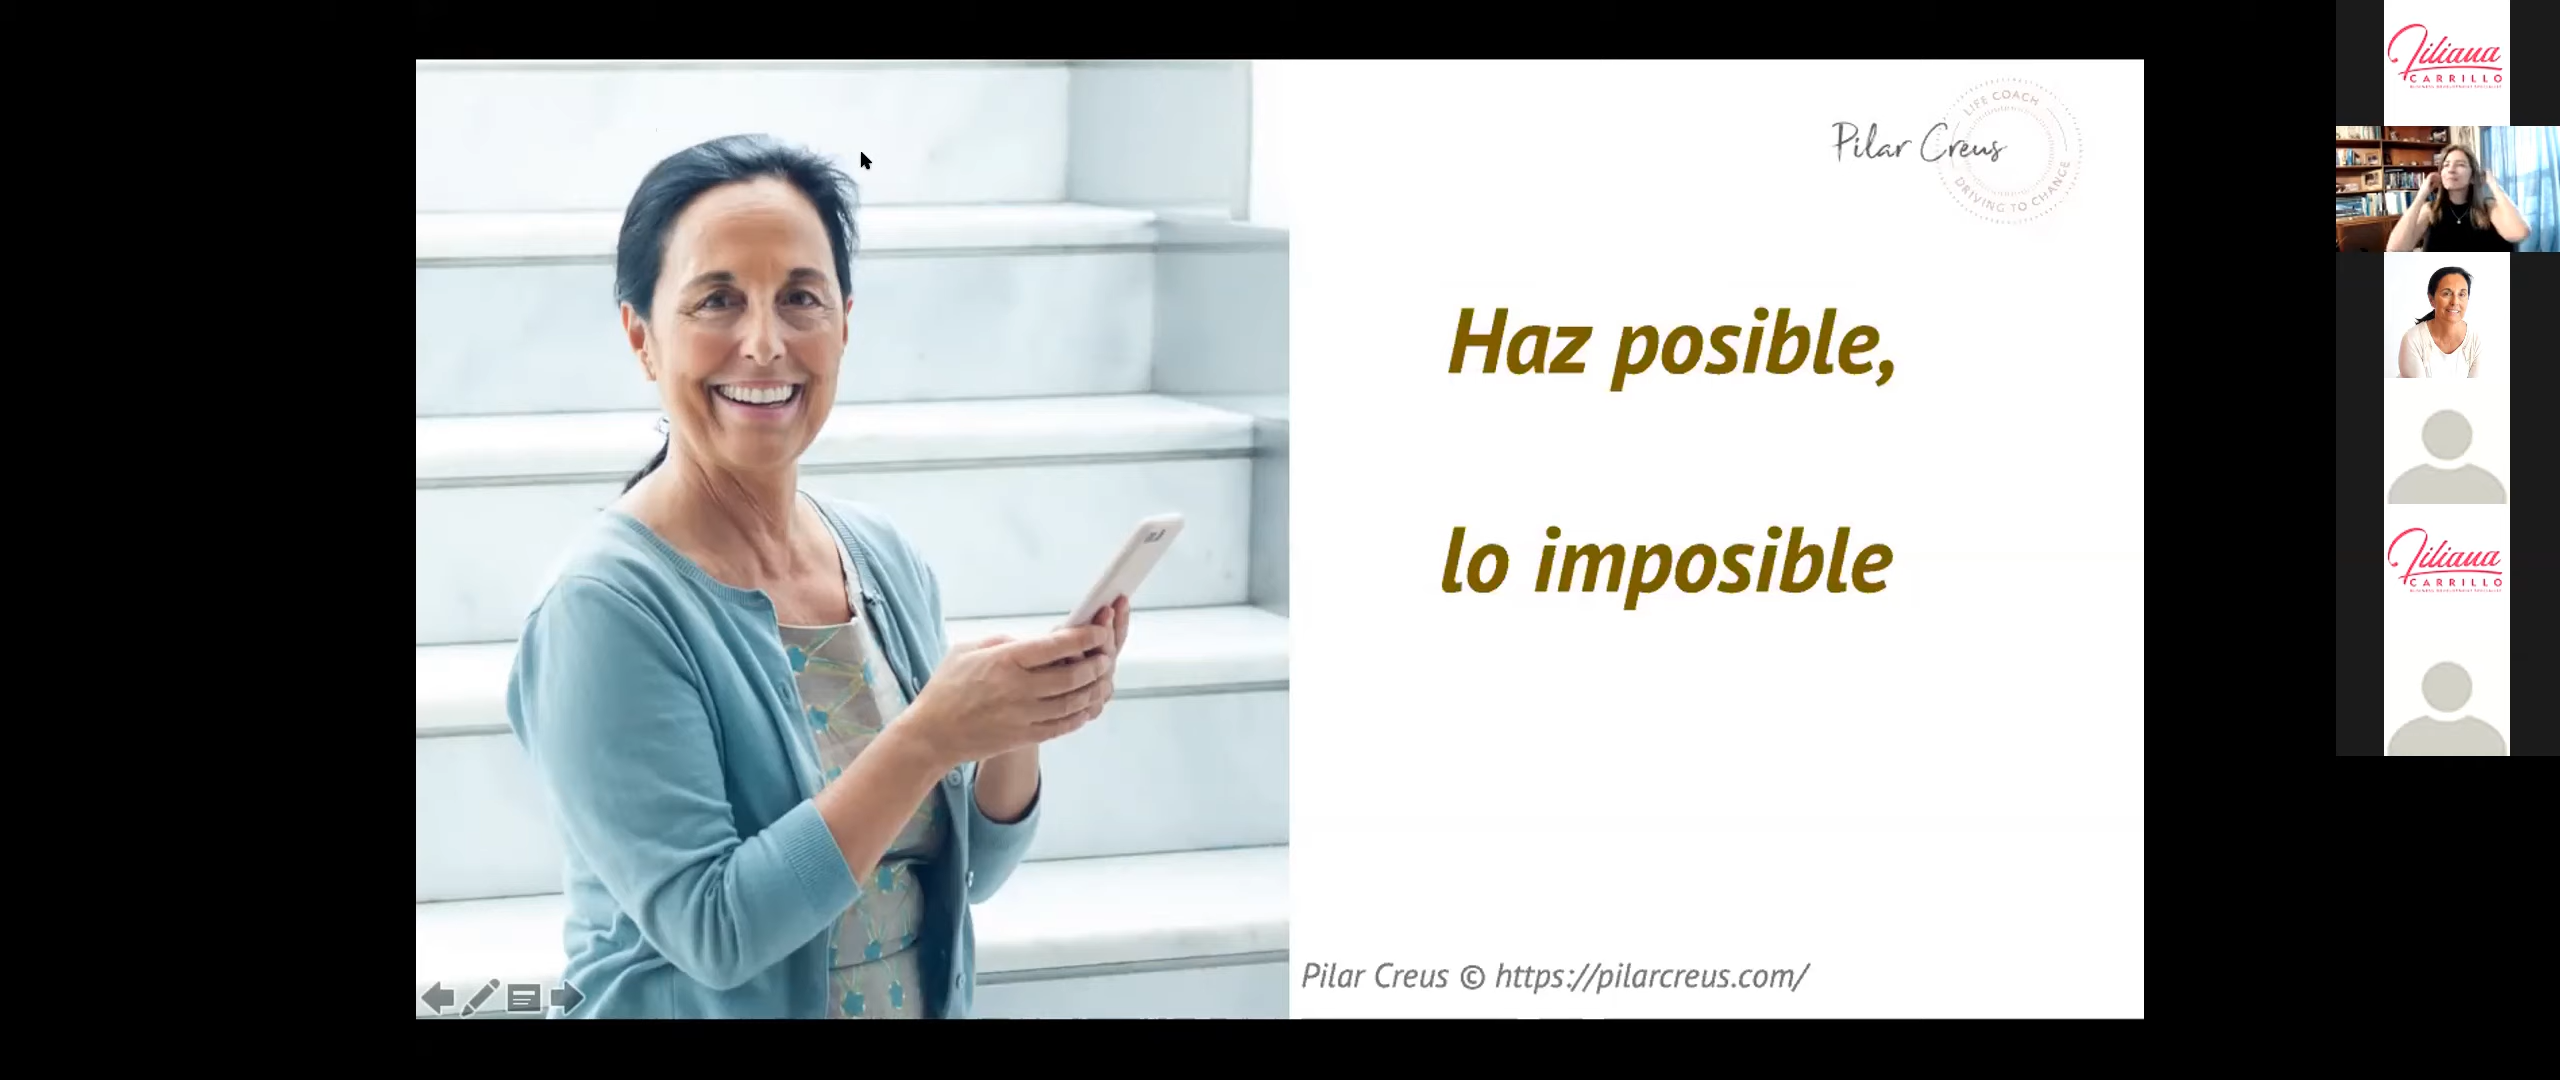 Liliana
CARRILLO
LIFE COACH
Pilar Creus
DRIVING TO CHANGE
Haz posible,
lo imposible
Pilar Creus © https://pilarcreus.com/
Liliana
CARRILLO